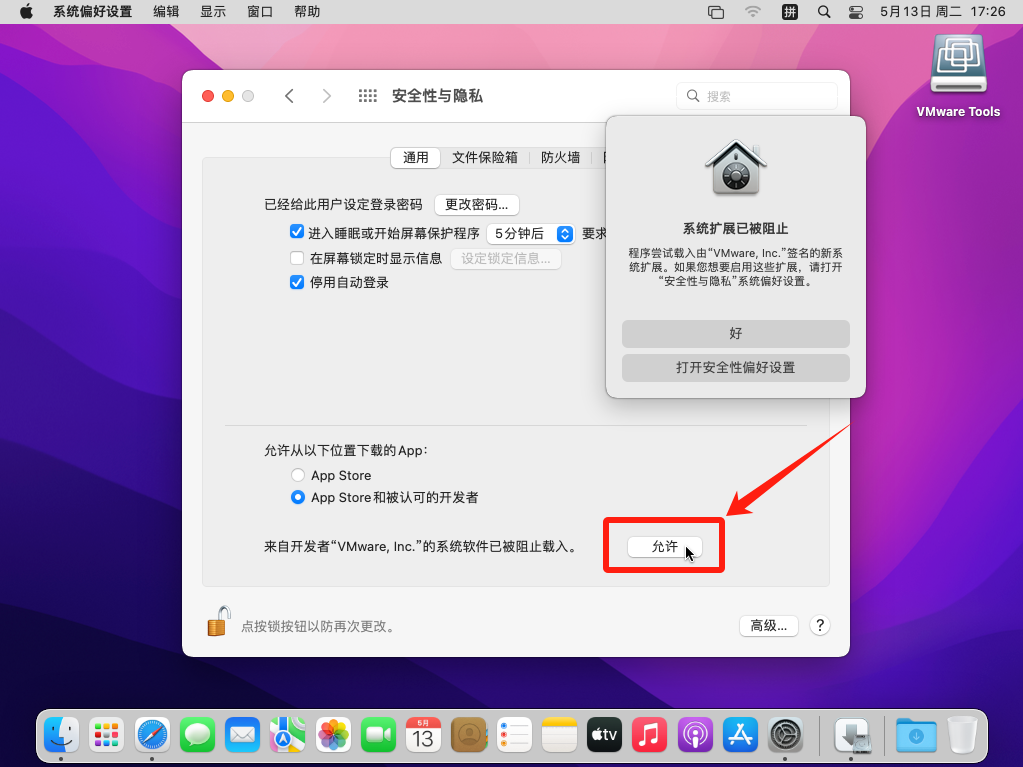 系统偏好设置 编辑 显示 窗口 帮助 拼 5月13日 周二 17:26
VMware Tools
安全性与隐私 搜索
通用 文件保险箱 防火墙
已经给此用户设定登录密码 更改密码...
进入睡眠或开始屏幕保护程序 5分钟后 要求
在屏幕锁定时显示信息 设定锁定信息...
停用自动登录
系统扩展已被阻止
程序尝试载入由“VMware, Inc.”签名的新系
统扩展。如果您想要启用这些扩展，请打开
“安全性与隐私”系统偏好设置。
好
打开安全性偏好设置
允许从以下位置下载的App：
App Store
App Store和被认可的开发者
来自开发者“VMware, Inc.”的系统软件已被阻止载入。 允许
点按锁按钮以防再次更改。 高级... ?
5月
13
tv